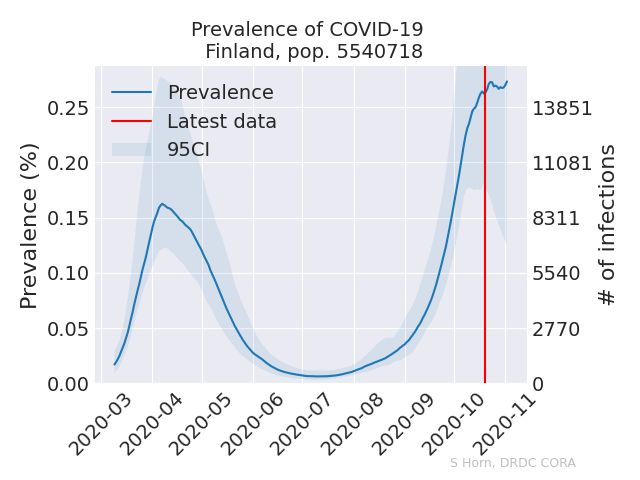 Prevalence of COVID-19
Finland, pop. 5540718
Prevalence
Latest data
95CI
Prevalence (%)
0.25
0.20
0.15
0.10
0.05
0.00
13851
11081
8311
5540
2770
0
# of infections
2020-03
2020-04
2020-05
2020-06
2020-07
2020-08
2020-09
2020-10
2020-11
S Horn, DRDC CORA